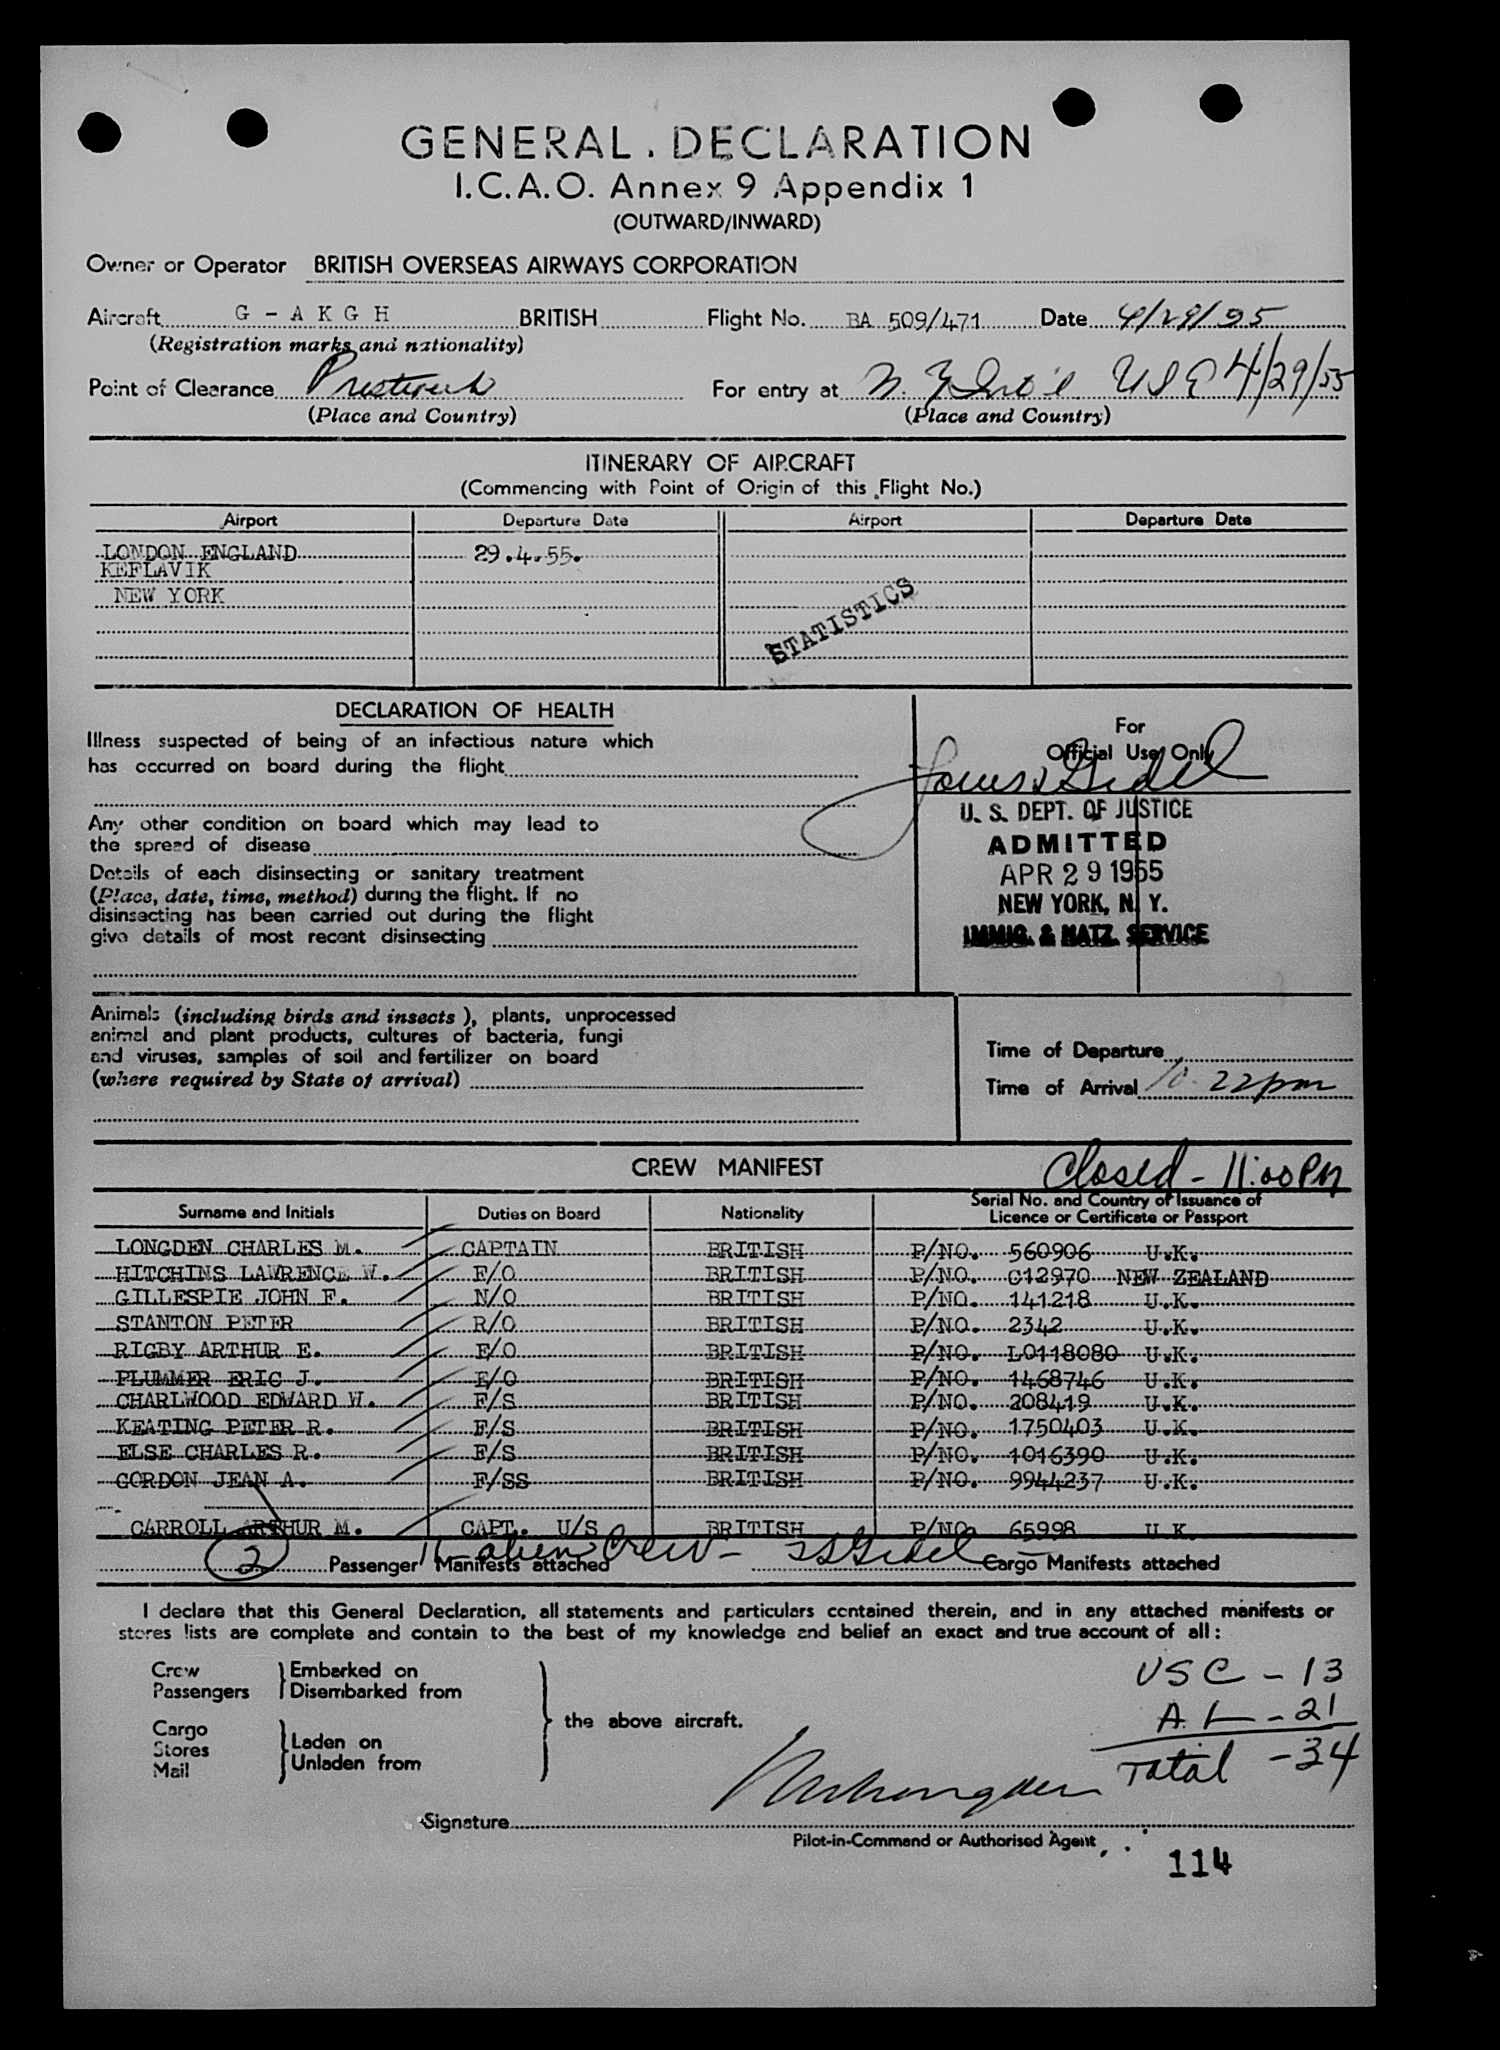 GENERAL DECLARATION
I.C.A.O. Annex 9 Appendix 1
(OUTWARD/INWARD)
Owner or Operator BRITISH OVERSEAS AIRWAYS CORPORATION
Aircraft G - A K G H BRITISH Flight No. BA 509/471 Date 4/29/55
(Registration marks and nationality)
Point of Clearance Prestwick For entry at N.Y. Int'l USA 4/29/55
(Place and Country) (Place and Country)
ITINERARY OF AIRCRAFT
(Commencing with Point of Origin of this Flight No.)
Airport Departure Date Airport Departure Date
LONDON ENGLAND 29.4.55.
KEFLAVIK
NEW YORK
STATISTICS
DECLARATION OF HEALTH
Illness suspected of being of an infectious nature which
has occurred on board during the flight
Any other condition on board which may lead to
the spread of disease
Details of each disinsecting or sanitary treatment
(Place, date, time, method) during the flight. If no
disinsecting has been carried out during the flight
give details of most recent disinsecting
For
Official Use Only
U. S. DEPT. OF JUSTICE
ADMITTED
APR 29 1955
NEW YORK, N. Y.
IMMIG. & NATZ. SERVICE
Animals (including birds and insects), plants, unprocessed
animal and plant products, cultures of bacteria, fungi
and viruses, samples of soil and fertilizer on board
(where required by State of arrival)
Time of Departure
Time of Arrival 10.22pm
CREW MANIFEST Closed - 11:00PM
Surname and Initials Duties on Board Nationality Serial No. and Country of Issuance of
Licence or Certificate or Passport
LONGDEN CHARLES M. CAPTAIN BRITISH P/NO. 560906 U.K.
HITCHINS LAWRENCE W. F/O BRITISH P/NO. C12970 NEW ZEALAND
GILLESPIE JOHN F. N/O BRITISH P/NO. 141218 U.K.
STANTON PETER R/O BRITISH P/NO. 2342 U.K.
RIGBY ARTHUR E. E/O BRITISH P/NO. L0118080 U.K.
PLUMMER ERIC J. E/O BRITISH P/NO. 1468746 U.K.
CHARLWOOD EDWARD W. F/S BRITISH P/NO. 208419 U.K.
KEATING PETER R. F/S BRITISH P/NO. 1750403 U.K.
ELSE CHARLES R. F/S BRITISH P/NO. 1016390 U.K.
GORDON JEAN A. F/SS BRITISH P/NO. 9944237 U.K.
CARROLL ARTHUR M. CAPT. U/S BRITISH P/NO 65998 U K
11 alien Crew -
2 Passenger Manifests attached Cargo Manifests attached
I declare that this General Declaration, all statements and particulars contained therein, and in any attached manifests or
stores lists are complete and contain to the best of my knowledge and belief an exact and true account of all:
Crew Embarked on
Passengers Disembarked from
the above aircraft.
Cargo
Stores Laden on
Mail Unladen from
USC - 13
AL - 21
Total - 34
Signature
Pilot-in-Command or Authorised Agent
114